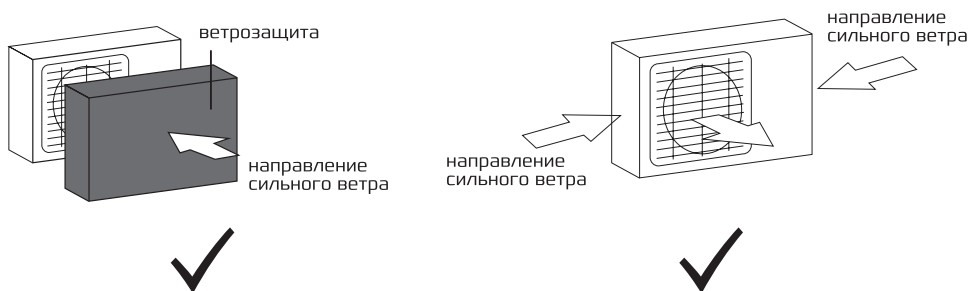 ветрозащита
направление
сильного ветра
направление
сильного ветра
направление
сильного ветра